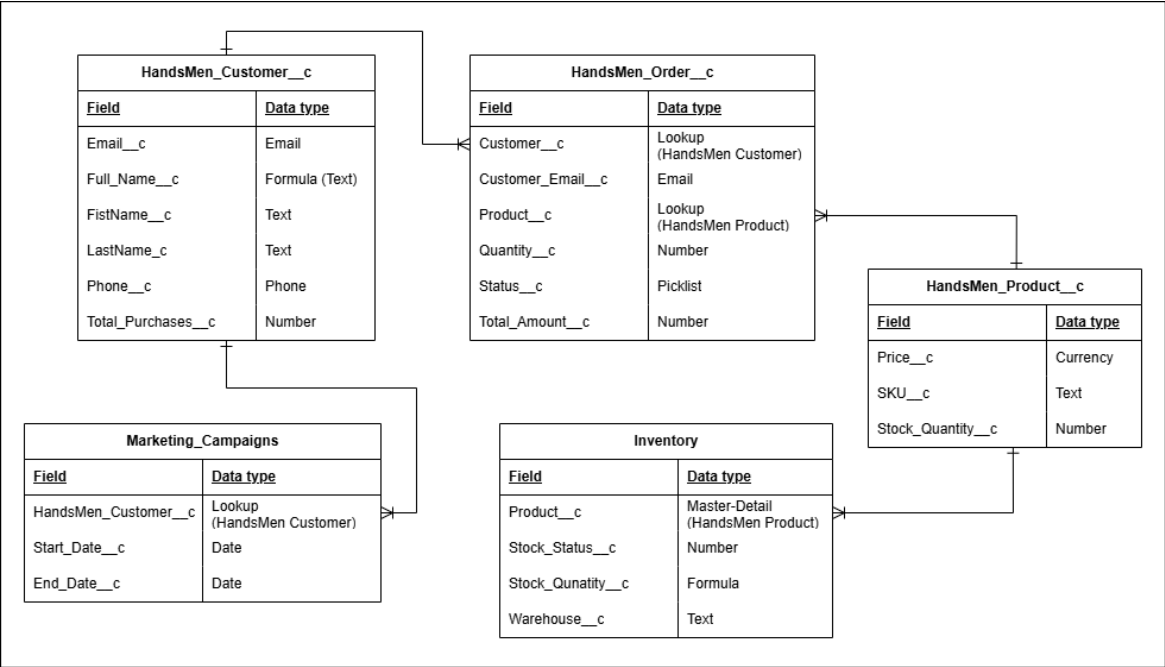 HandsMen_Customer__c
Field Data type
Email__c Email
Full_Name__c Formula (Text)
FistName__c Text
LastName_c Text
Phone__c Phone
Total_Purchases__c Number
HandsMen_Order__c
Field Data type
Customer__c Lookup
(HandsMen Customer)
Customer_Email__c Email
Product__c Lookup
(HandsMen Product)
Quantity__c Number
Status__c Picklist
Total_Amount__c Number
HandsMen_Product__c
Field Data type
Price__c Currency
SKU__c Text
Stock_Quantity__c Number
Marketing_Campaigns
Field Data type
HandsMen_Customer__c Lookup
(HandsMen Customer)
Start_Date__c Date
End_Date__c Date
Inventory
Field Data type
Product__c Master-Detail
(HandsMen Product)
Stock_Status__c Number
Stock_Qunatity__c Formula
Warehouse__c Text